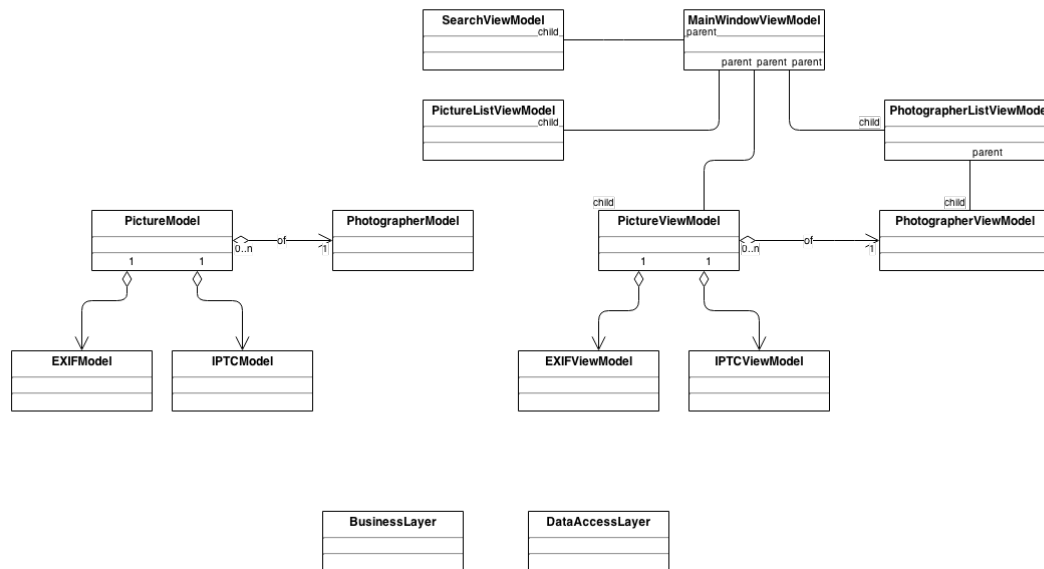 SearchViewModel
child
MainWindowViewModel
parent
parent parent parent
PictureListViewModel
child
child
PhotographerListViewModel
parent
child
child
PictureModel
0..n
of
1
PhotographerModel
1 1
PictureViewModel
0..n
of
1
PhotographerViewModel
1 1
EXIFModel
IPTCModel
EXIFViewModel
IPTCViewModel
BusinessLayer
DataAccessLayer